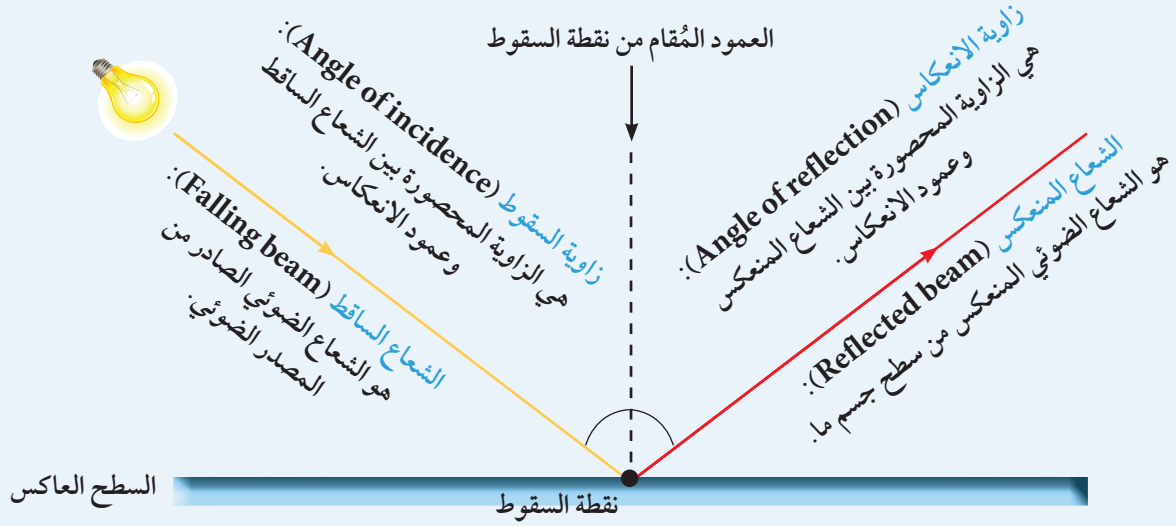 العمود المُقام من نقطة السقوط
زاوية السقوط (Angle of incidence):
هي الزاوية المحصورة بين الشعاع الساقط
وعمود الانعكاس.
الشعاع الساقط (Falling beam):
هو الشعاع الضوئي الصادر من
المصدر الضوئي.
زاوية الانعكاس (Angle of reflection):
هي الزاوية المحصورة بين الشعاع المنعكس
وعمود الانعكاس.
الشعاع المنعكس (Reflected beam):
هو الشعاع الضوئي المنعكس من سطح جسم ما.
السطح العاكس
نقطة السقوط